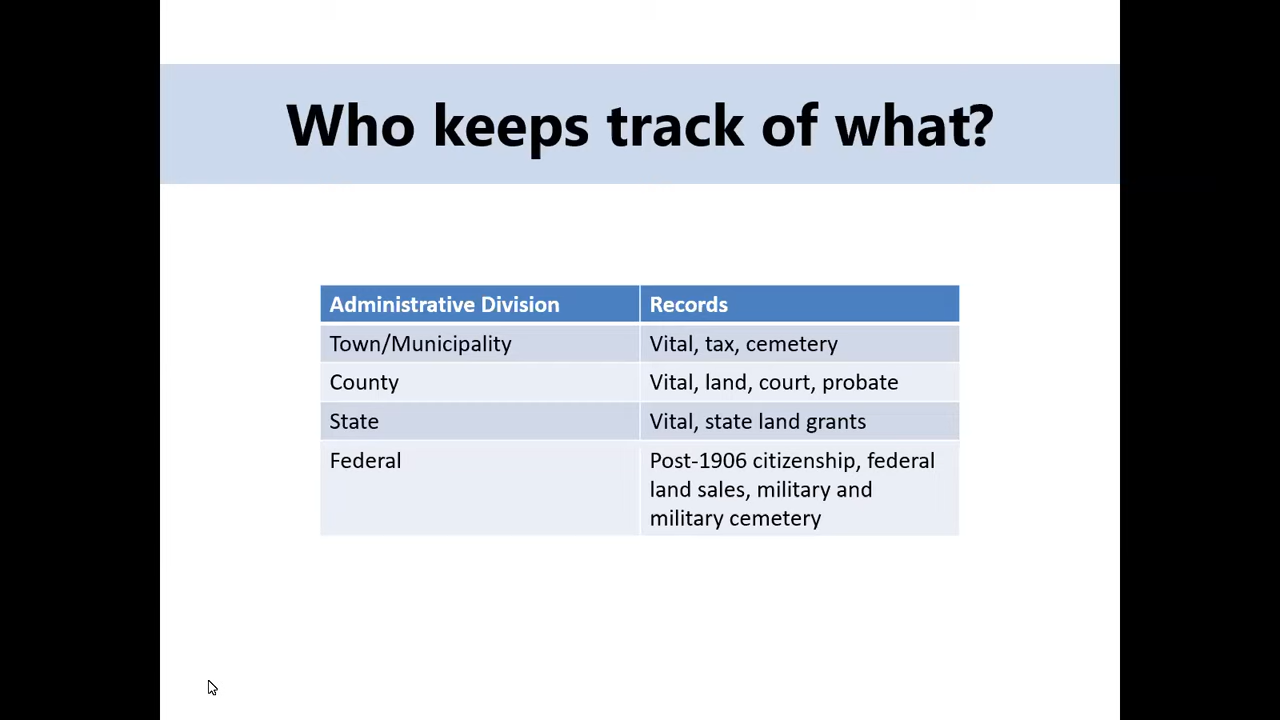 Who keeps track of what?
Administrative Division Records
Town/Municipality Vital, tax, cemetery
County Vital, land, court, probate
State Vital, state land grants
Federal Post-1906 citizenship, federal
land sales, military and
military cemetery